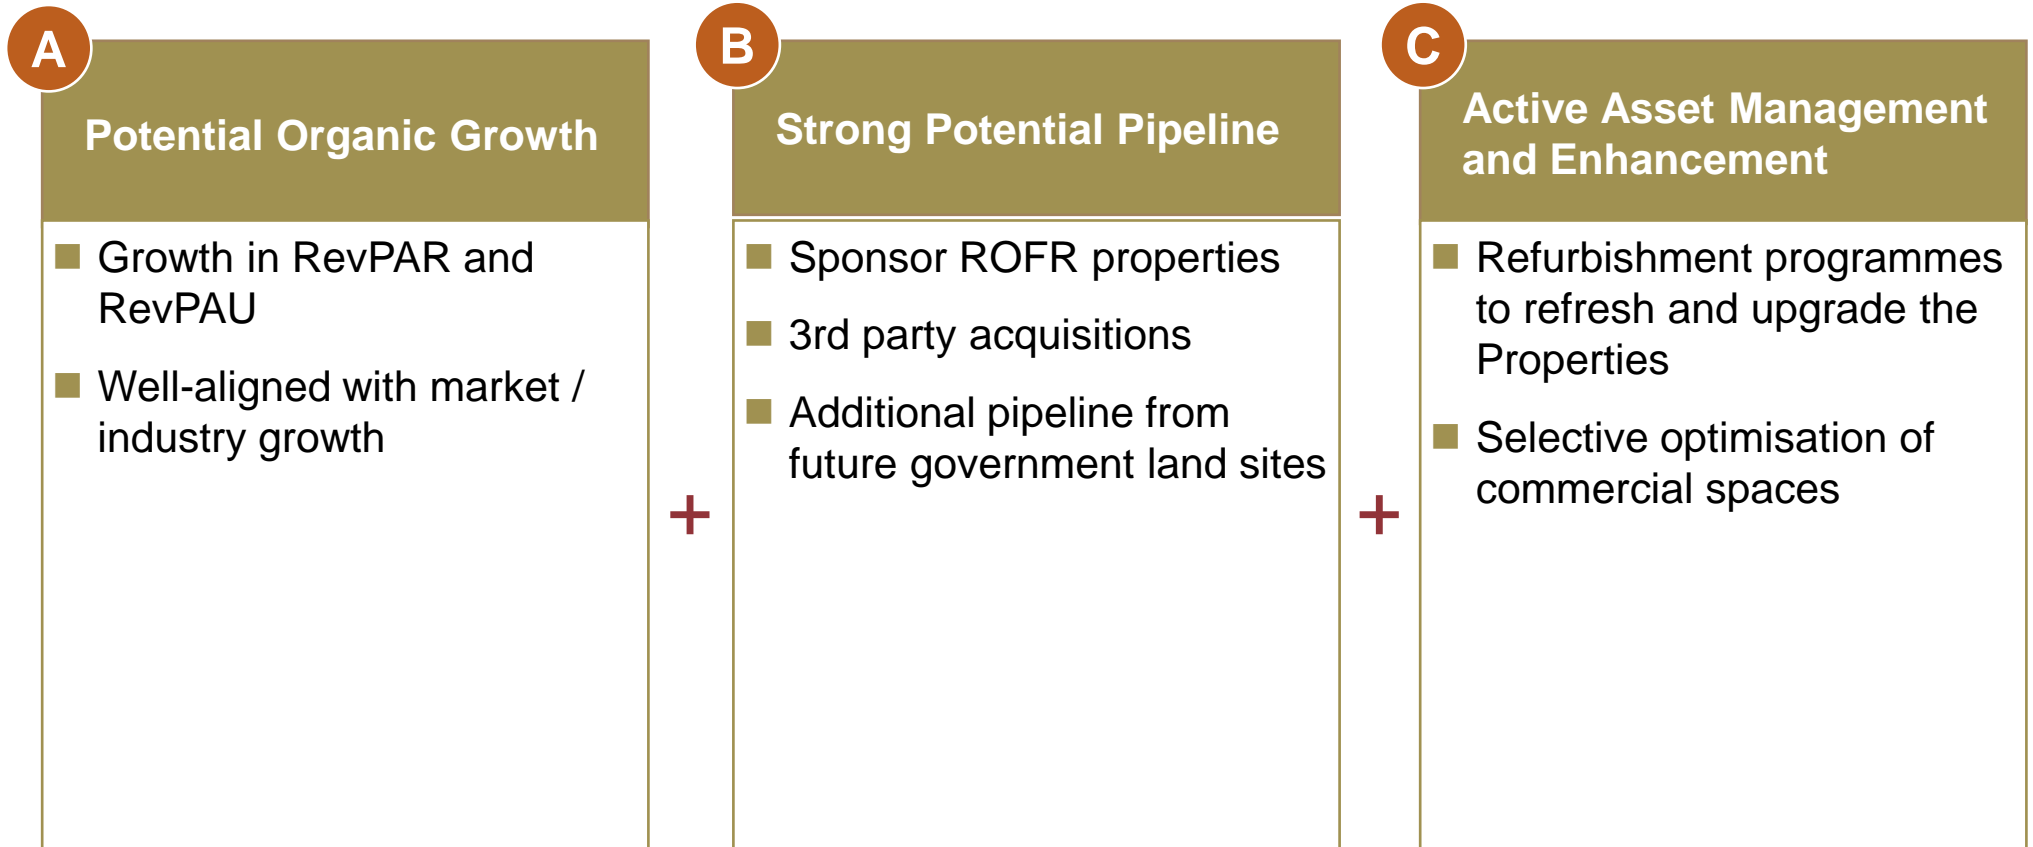 A
Potential Organic Growth
■ Growth in RevPAR and
RevPAU
■ Well-aligned with market /
industry growth
+
B
Strong Potential Pipeline
■ Sponsor ROFR properties
■ 3rd party acquisitions
■ Additional pipeline from
future government land sites
+
C
Active Asset Management
and Enhancement
■ Refurbishment programmes
to refresh and upgrade the
Properties
■ Selective optimisation of
commercial spaces